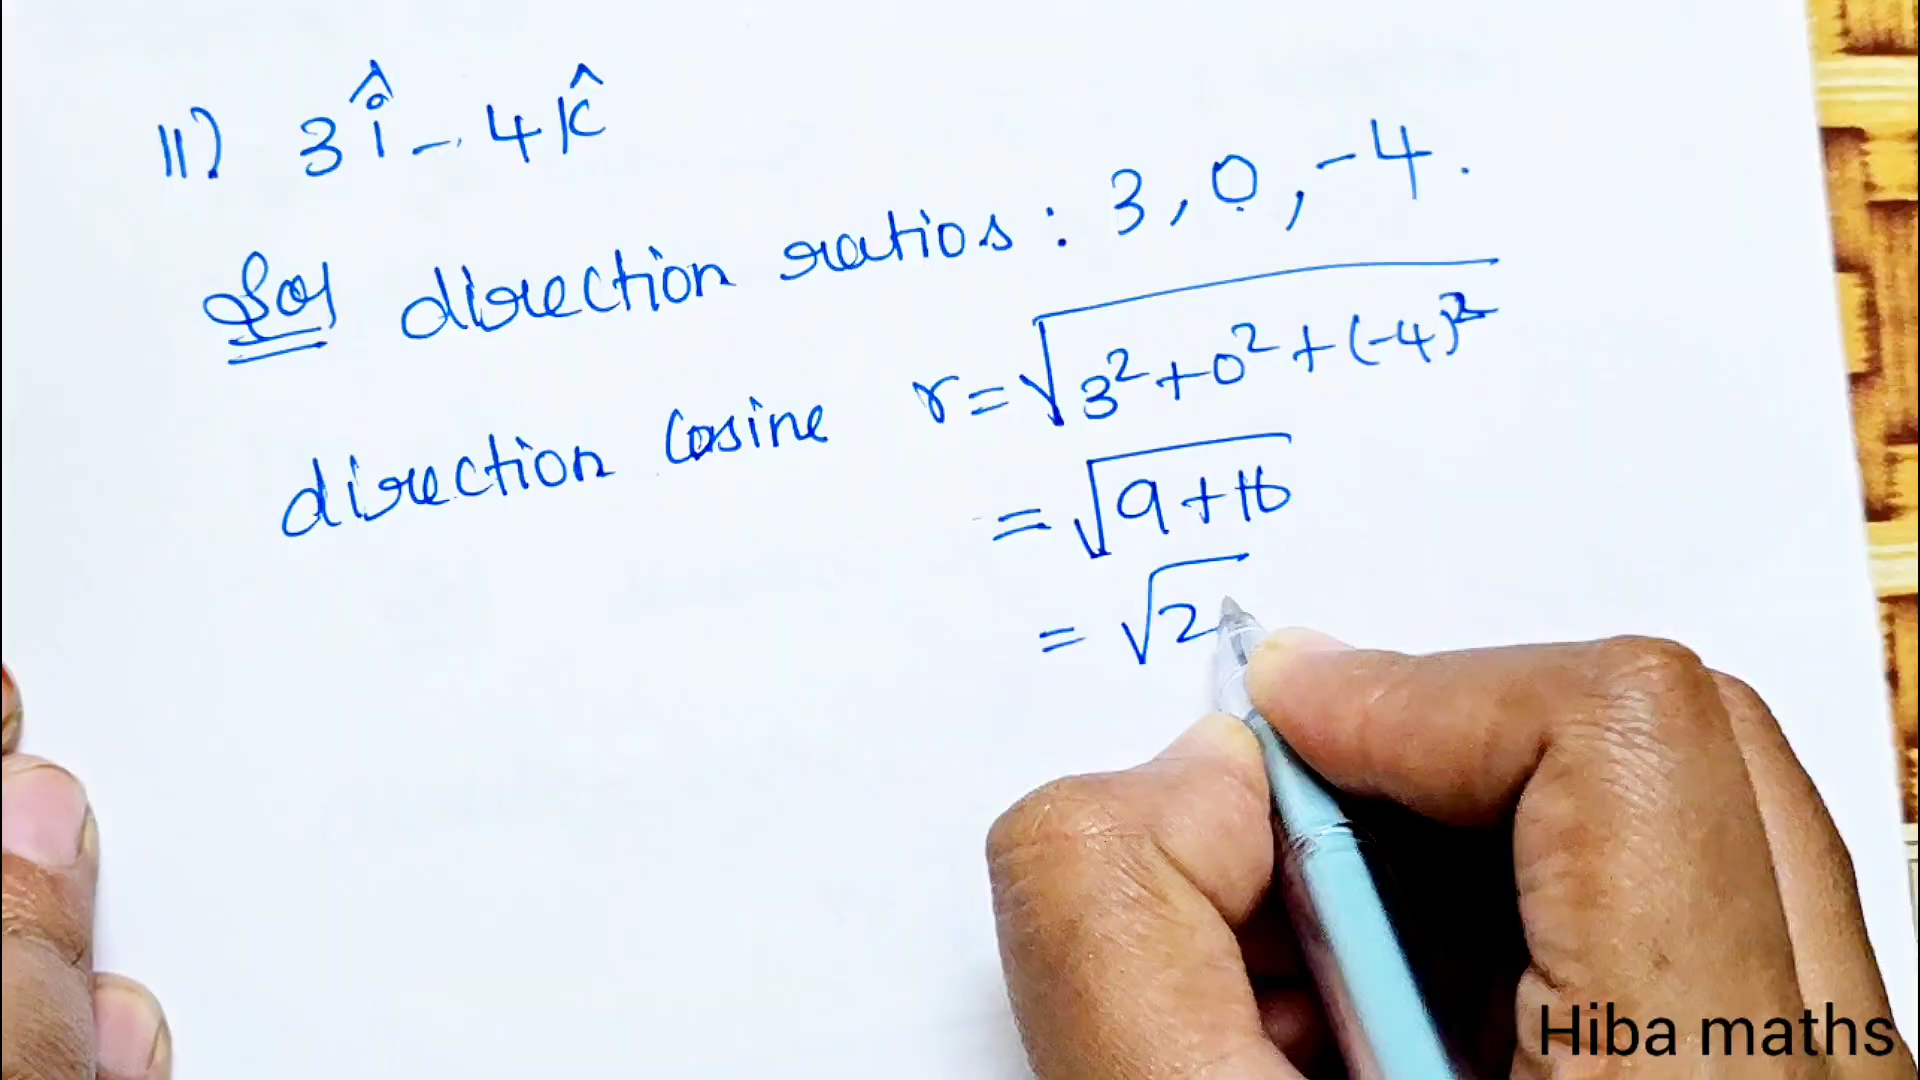 11) 3î - 4k̂
Sol direction ratios : 3, 0, -4.
direction cosine r = √(3² + 0² + (-4)²)
= √(9+16)
= √2
Hiba maths